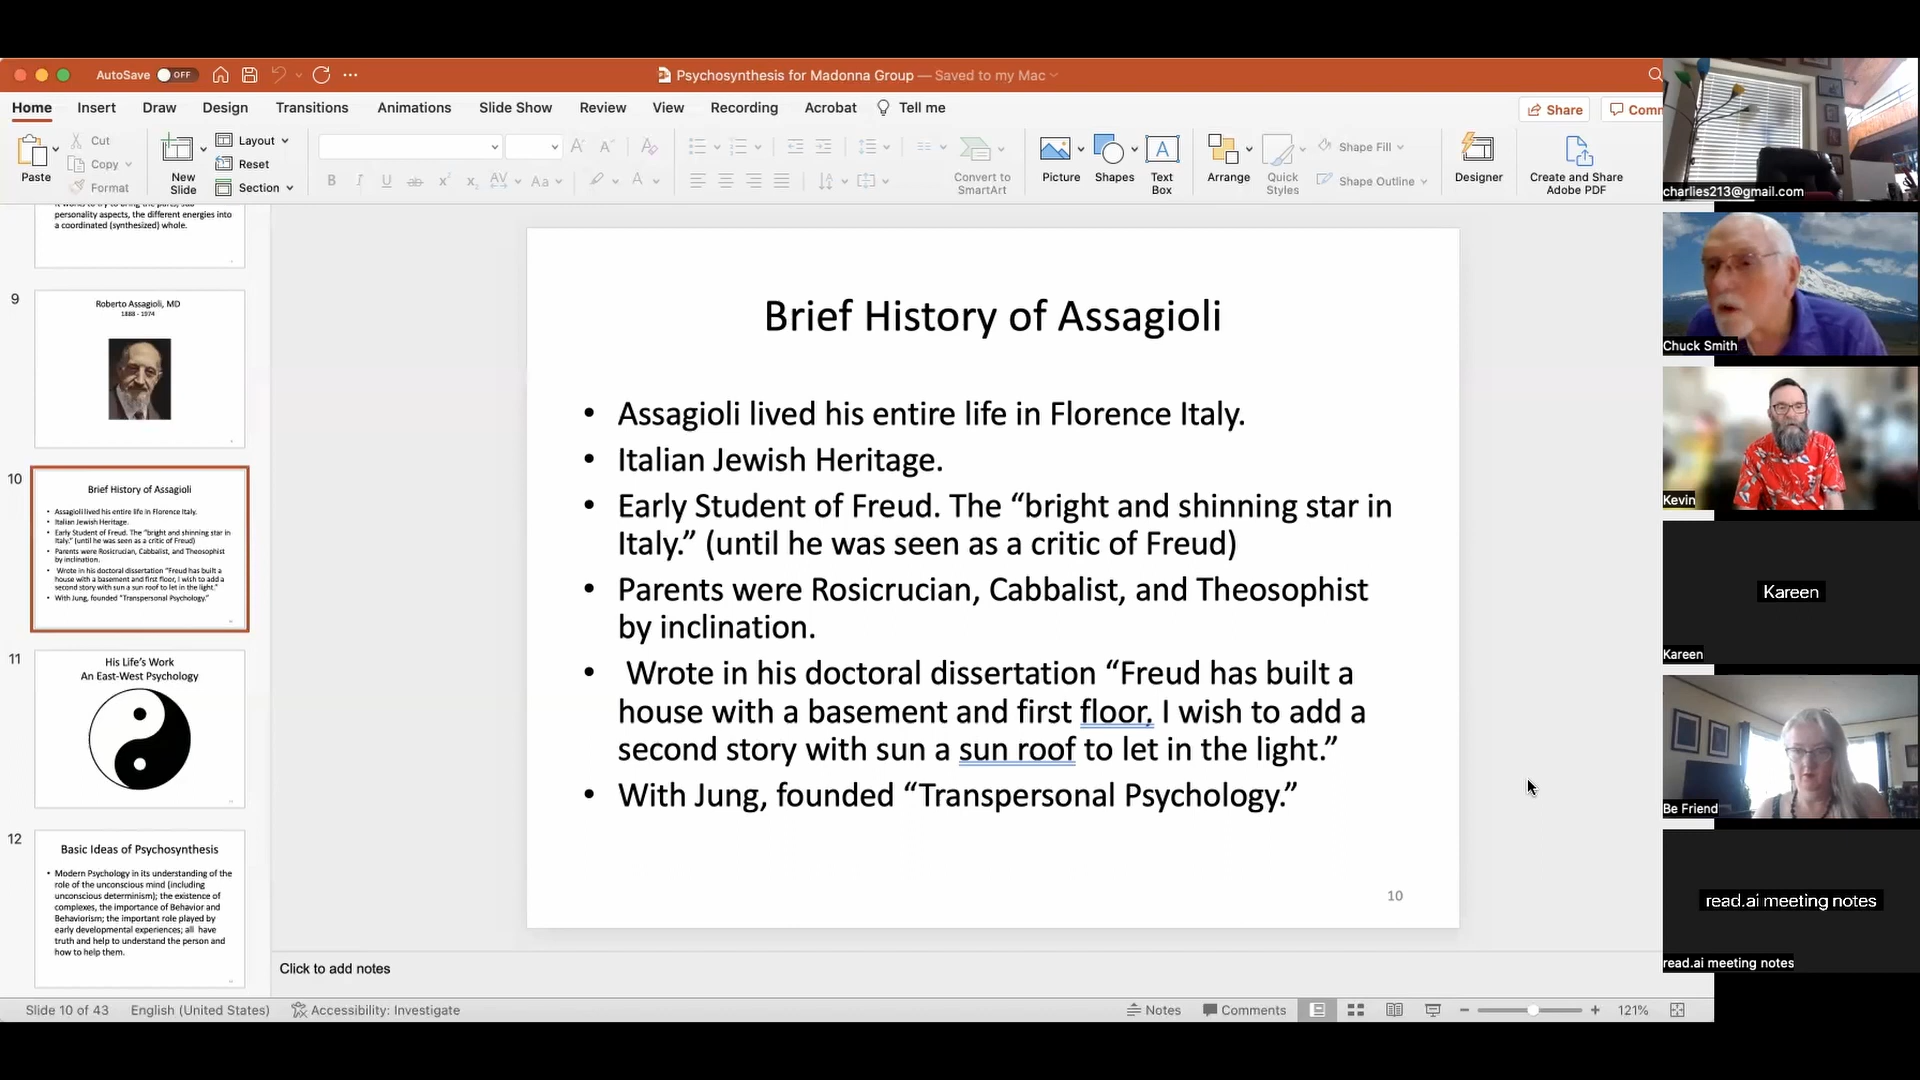 AutoSave OFF
Psychosynthesis for Madonna Group — Saved to my Mac
Home Insert Draw Design Transitions Animations Slide Show Review View Recording Acrobat Tell me
Share Comm
Paste
Cut
Copy
Format
New
Slide
Layout
Reset
Section
B I U ab x² x₂ AV Aa A
Convert to
SmartArt
Picture
Shapes
Text
Box
Arrange
Quick
Styles
Shape Fill
Shape Outline
Designer
Create and Share
Adobe PDF
personality aspects, the different energies into
a coordinated (synthesized) whole.
9
Roberto Assagioli, MD
1888 - 1974
10
Brief History of Assagioli
• Assagioli lived his entire life in Florence Italy.
• Italian Jewish Heritage.
• Early Student of Freud. The “bright and shinning star in
Italy.” (until he was seen as a critic of Freud)
• Parents were Rosicrucian, Cabbalist, and Theosophist
by inclination.
• Wrote in his doctoral dissertation “Freud has built a
house with a basement and first floor, I wish to add a
second story with sun a sun roof to let in the light.”
• With Jung, founded “Transpersonal Psychology.”
11
His Life’s Work
An East-West Psychology
12
Basic Ideas of Psychosynthesis
• Modern Psychology in its understanding of the
role of the unconscious mind (including
unconscious determinism); the existence of
complexes, the importance of Behavior and
Behaviorism; the important role played by
early developmental experiences; all have
truth and help to understand the person and
how to help them.
Brief History of Assagioli
• Assagioli lived his entire life in Florence Italy.
• Italian Jewish Heritage.
• Early Student of Freud. The “bright and shinning star in
Italy.” (until he was seen as a critic of Freud)
• Parents were Rosicrucian, Cabbalist, and Theosophist
by inclination.
• Wrote in his doctoral dissertation “Freud has built a
house with a basement and first floor, I wish to add a
second story with sun a sun roof to let in the light.”
• With Jung, founded “Transpersonal Psychology.”
10
Click to add notes
Slide 10 of 43 English (United States) Accessibility: Investigate
Notes Comments 121%
charlies213@gmail.com
Chuck Smith
Kevin
Kareen
Kareen
Be Friend
read.ai meeting notes
read.ai meeting notes